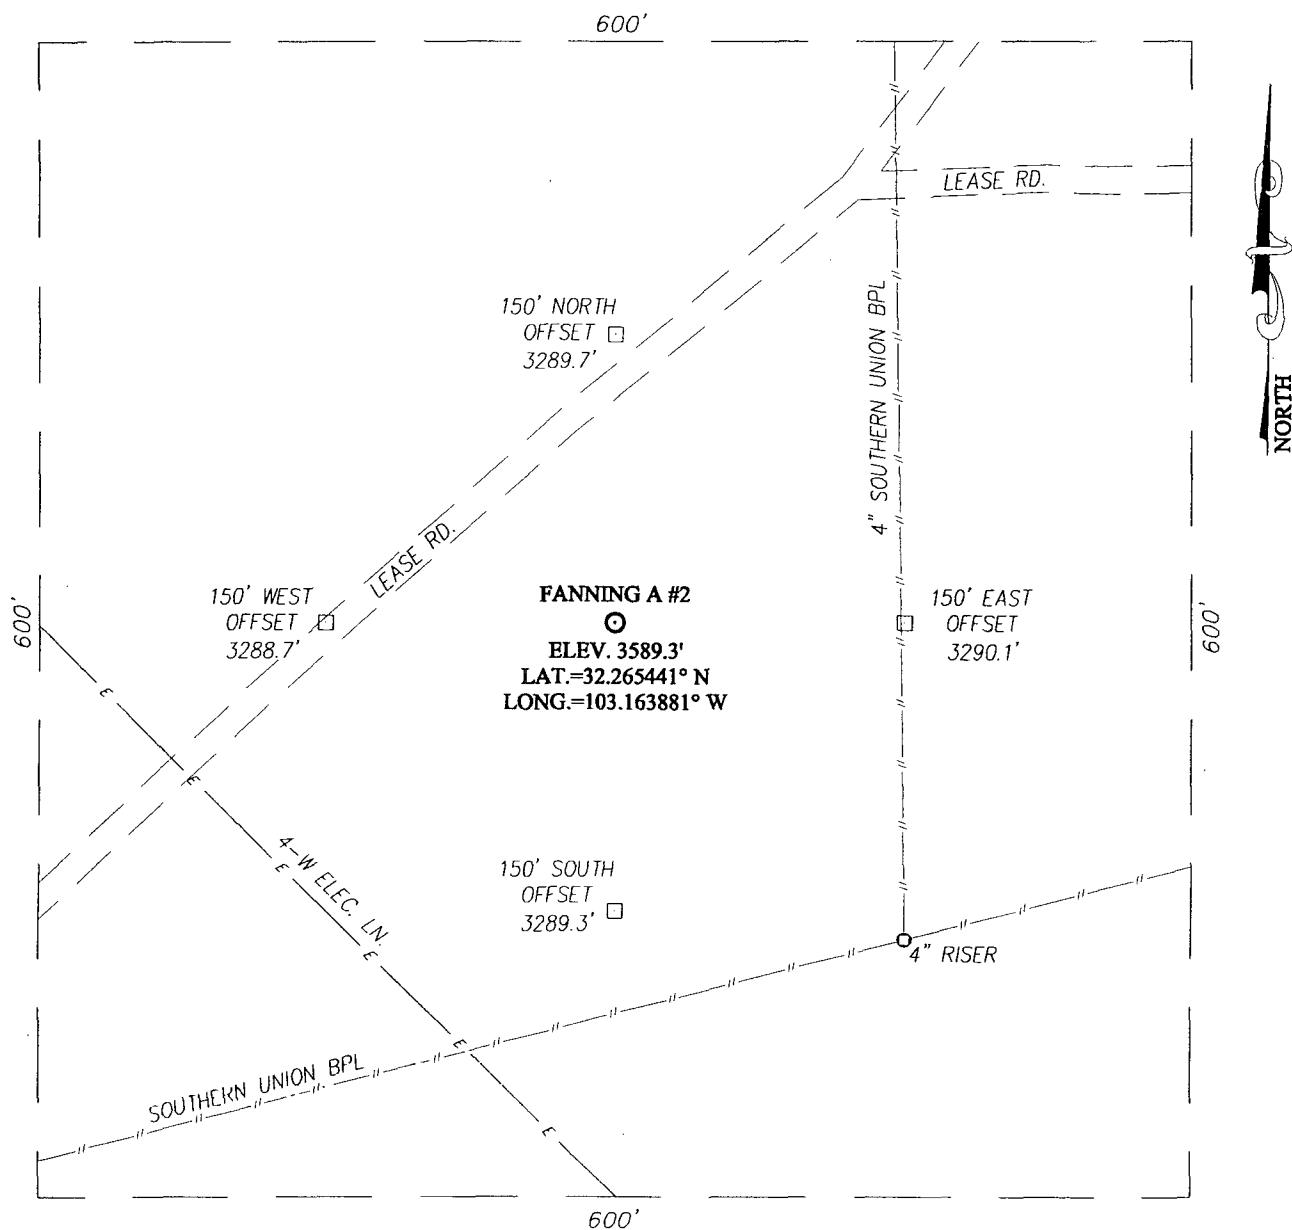 600'
LEASE RD.
NORTH
150' NORTH
OFFSET
3289.7'
4" SOUTHERN UNION BPL
LEASE RD.
150' WEST
OFFSET
3288.7'
FANNING A #2
ELEV. 3589.3'
LAT.=32.265441° N
LONG.=103.163881° W
150' EAST
OFFSET
3290.1'
600'
600'
4-W ELEC. LN.
E
E
E
E
E
E
150' SOUTH
OFFSET
3289.3'
4" RISER
SOUTHERN UNION BPL
600'